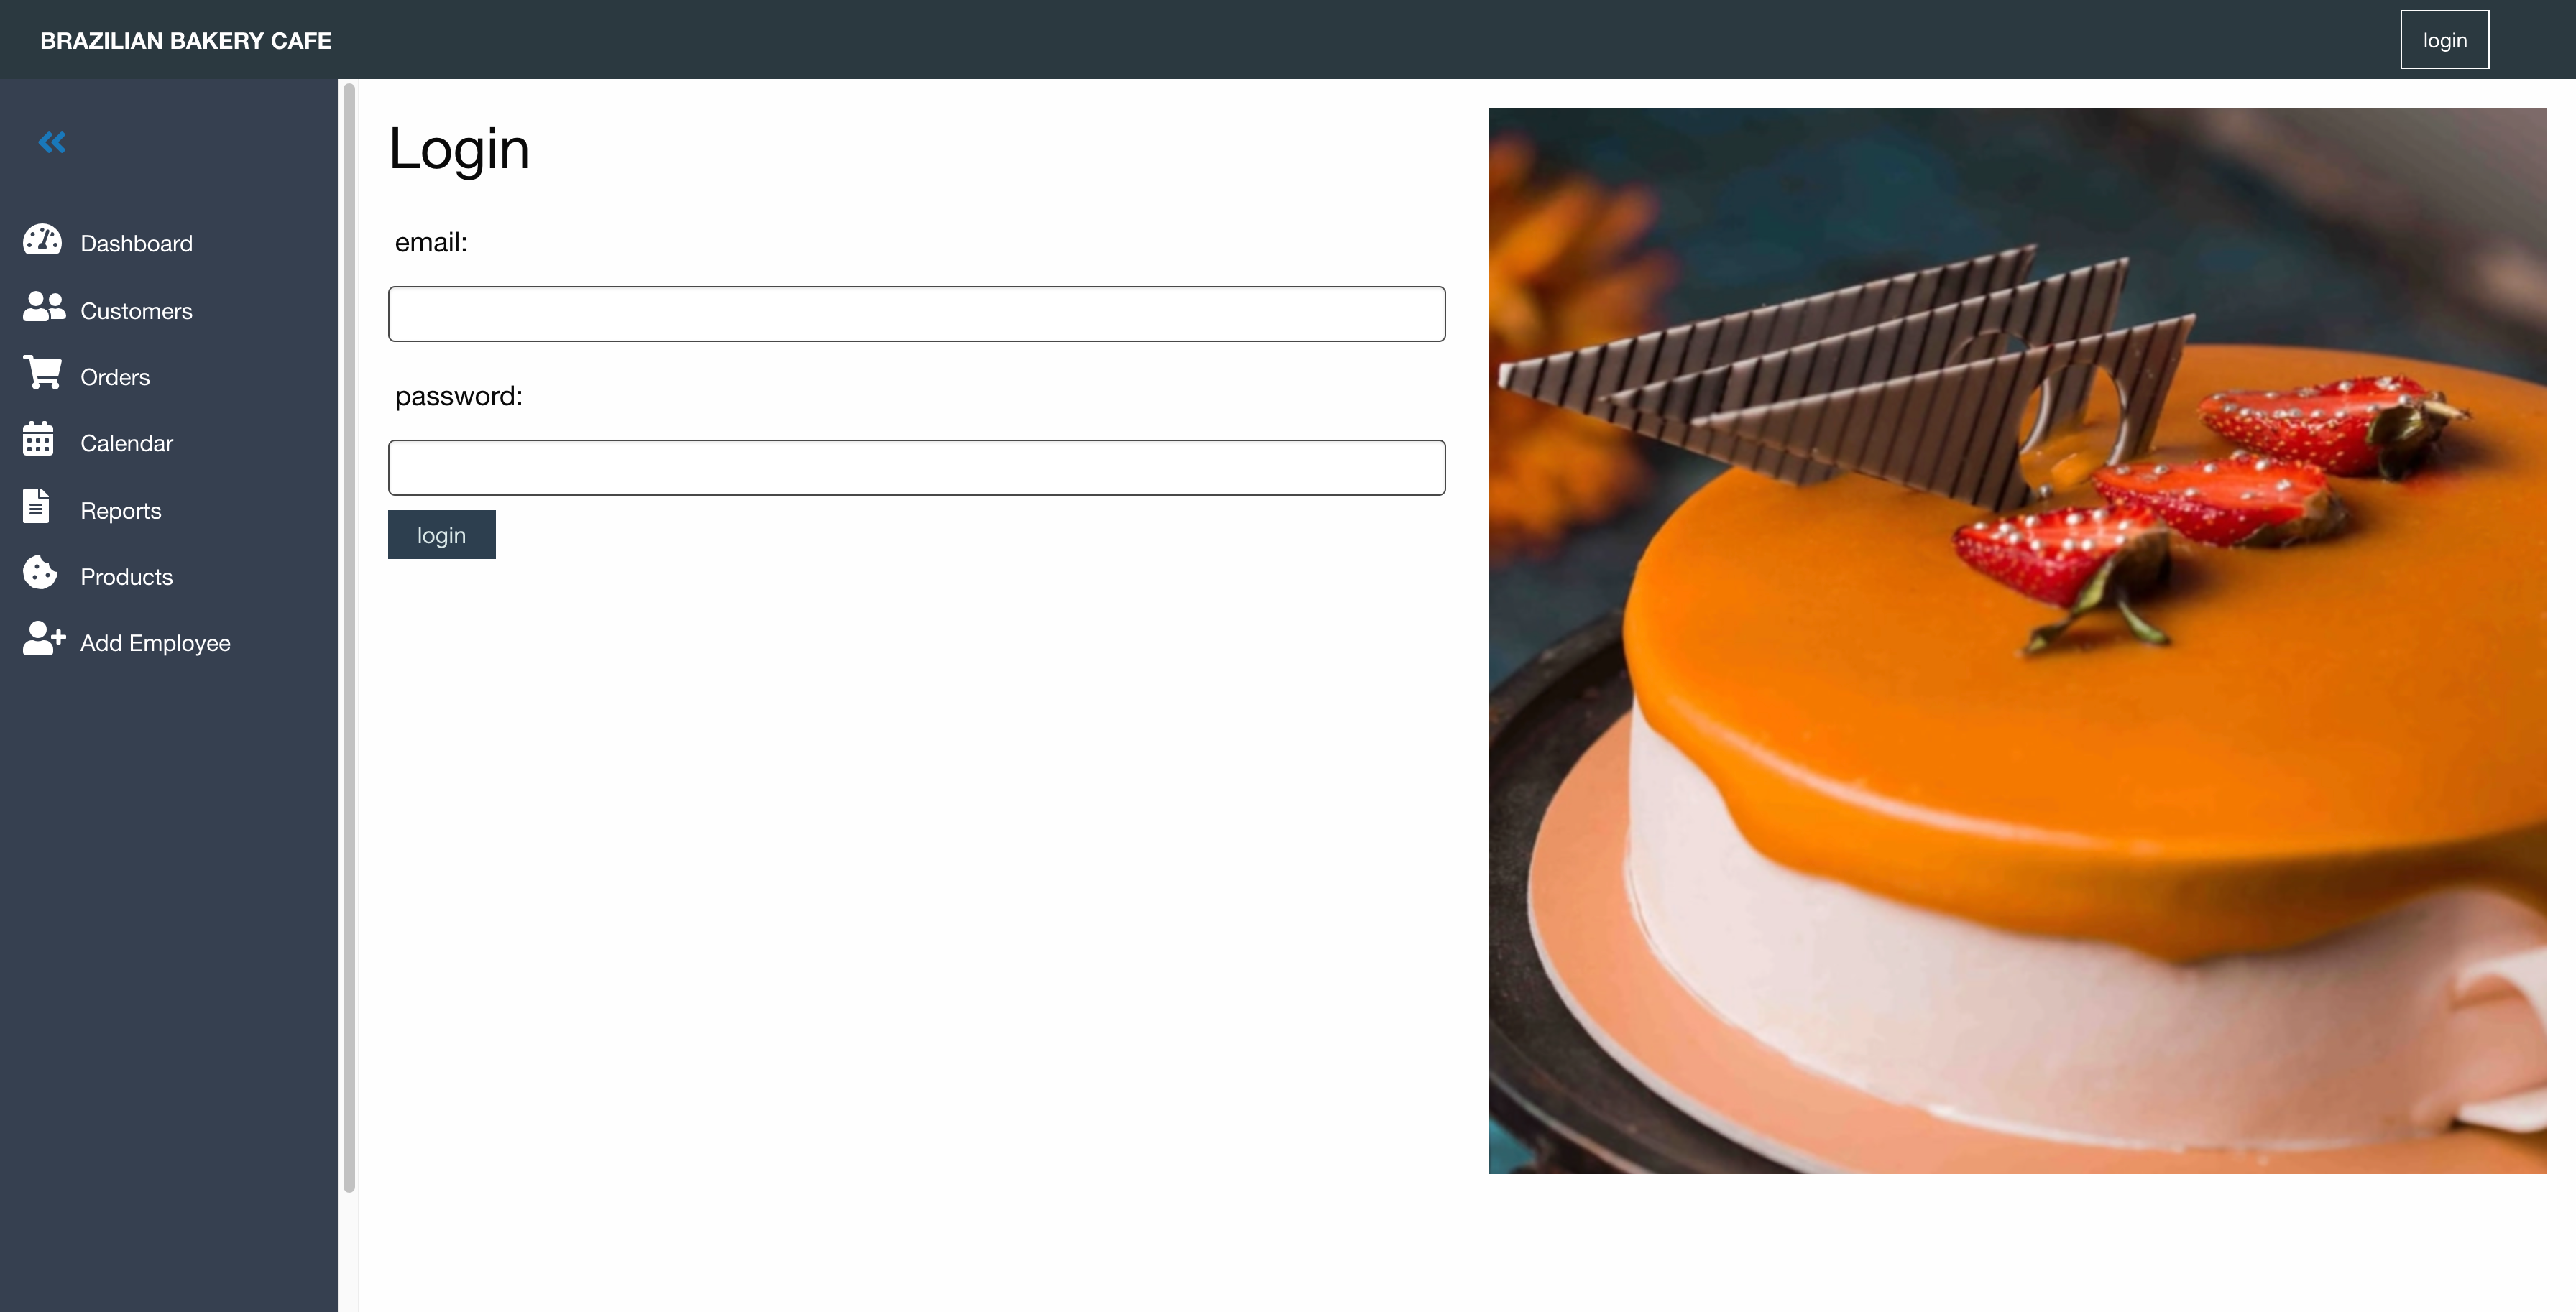 BRAZILIAN BAKERY CAFE
login
Dashboard
Customers
Orders
Calendar
Reports
Products
Add Employee
Login
email:
password:
login